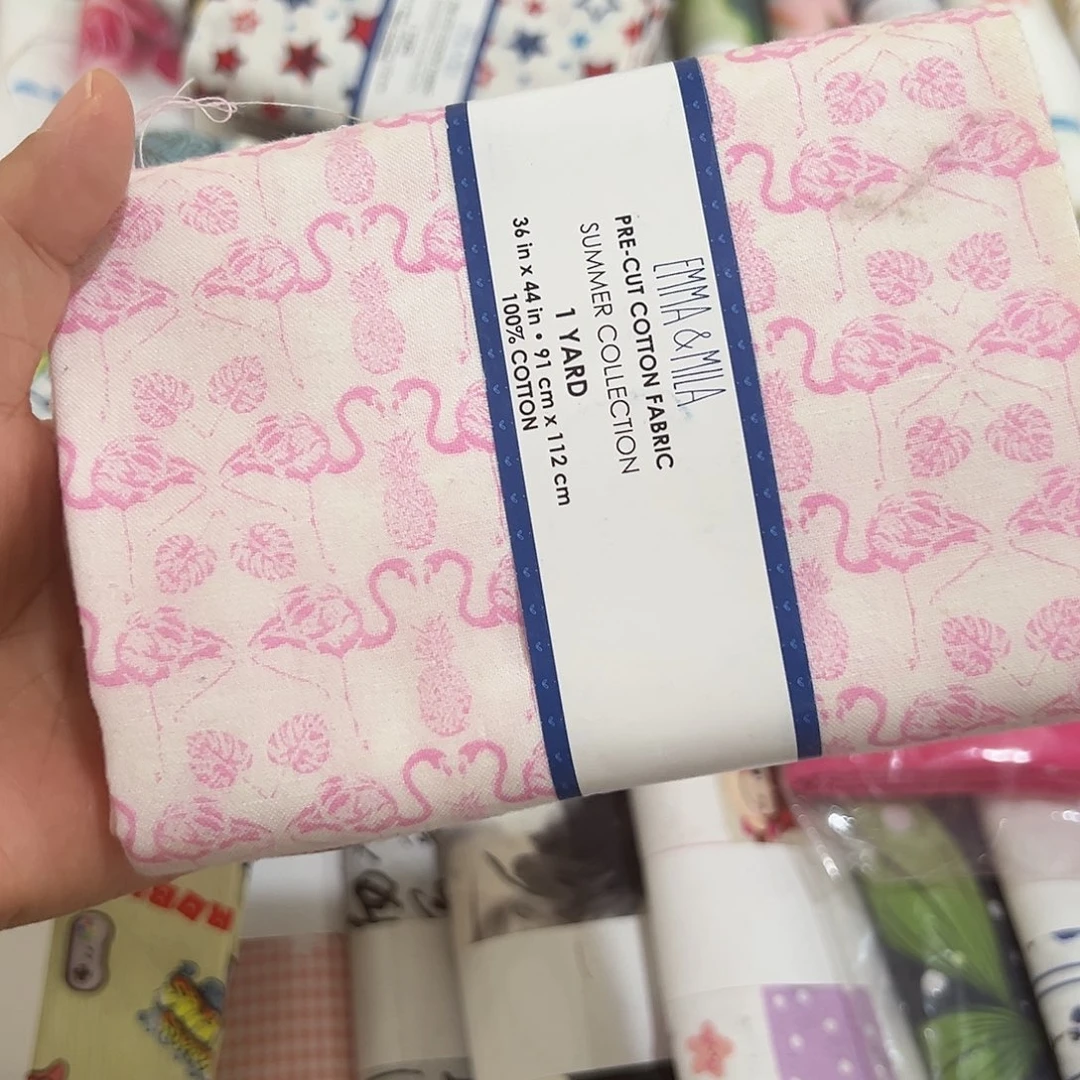 EMMA & MILA
PRE-CUT COTTON FABRIC
SUMMER COLLECTION
1 YARD
36 in x 44 in • 91 cm x 112 cm
100% COTTON